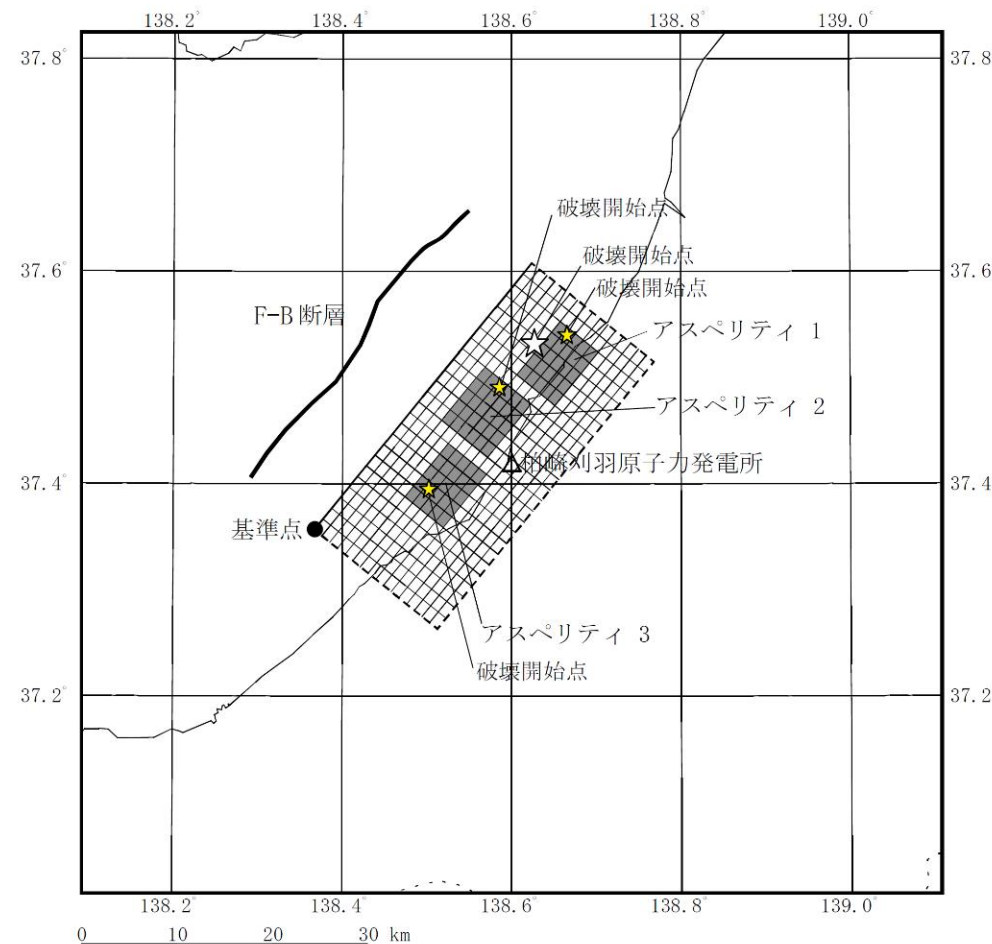 138.2° 138.4° 138.6° 138.8° 139.0°
37.8° 37.8
破壊開始点
破壊開始点
37.6° 37.6
破壊開始点
F-B断層
アスペリティ 1
アスペリティ 2
柏崎刈羽原子力発電所
37.4° 37.4
基準点
アスペリティ 3
破壊開始点
37.2° 37.2
138.2° 138.4° 138.6° 138.8° 139.0°
0 10 20 30 km